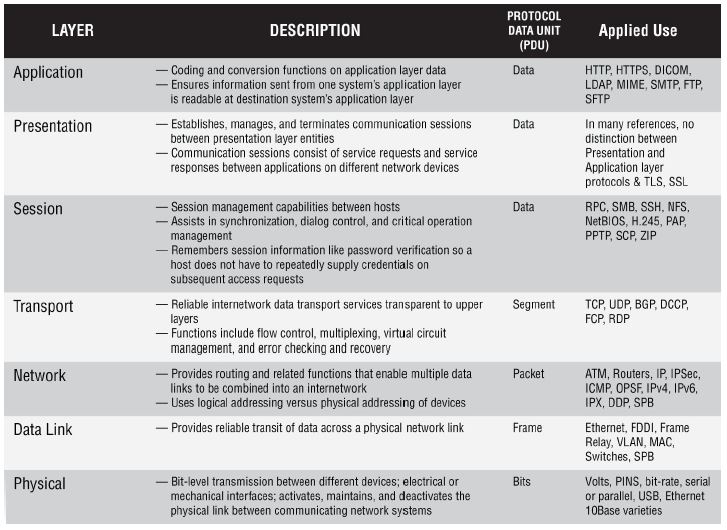 LAYER DESCRIPTION PROTOCOL DATA UNIT (PDU) Applied Use
Application
— Coding and conversion functions on application layer data
— Ensures information sent from one system's application layer
is readable at destination system's application layer
Data
HTTP, HTTPS, DICOM,
LDAP, MIME, SMTP, FTP,
SFTP
Presentation
— Establishes, manages, and terminates communication sessions
between presentation layer entities
— Communication sessions consist of service requests and service
responses between applications on different network devices
Data
In many references, no
distinction between
Presentation and
Application layer
protocols & TLS, SSL
Session
— Session management capabilities between hosts
— Assists in synchronization, dialog control, and critical operation
management
— Remembers session information like password verification so a
host does not have to repeatedly supply credentials on
subsequent access requests
Data
RPC, SMB, SSH, NFS,
NetBIOS, H.245, PAP,
PPTP, SCP, ZIP
Transport
— Reliable internetwork data transport services transparent to upper
layers
— Functions include flow control, multiplexing, virtual circuit
management, and error checking and recovery
Segment
TCP, UDP, BGP, DCCP,
FCP, RDP
Network
— Provides routing and related functions that enable multiple data
links to be combined into an internetwork
— Uses logical addressing versus physical addressing of devices
Packet
ATM, Routers, IP, IPSec,
ICMP, OPSF, IPv4, IPv6,
IPX, DDP, SPB
Data Link
— Provides reliable transit of data across a physical network link
Frame
Ethernet, FDDI, Frame
Relay, VLAN, MAC,
Switches, SPB
Physical
— Bit-level transmission between different devices; electrical or
mechanical interfaces; activates, maintains, and deactivates the
physical link between communicating network systems
Bits
Volts, PINS, bit-rate, serial
or parallel, USB, Ethernet
10Base varieties